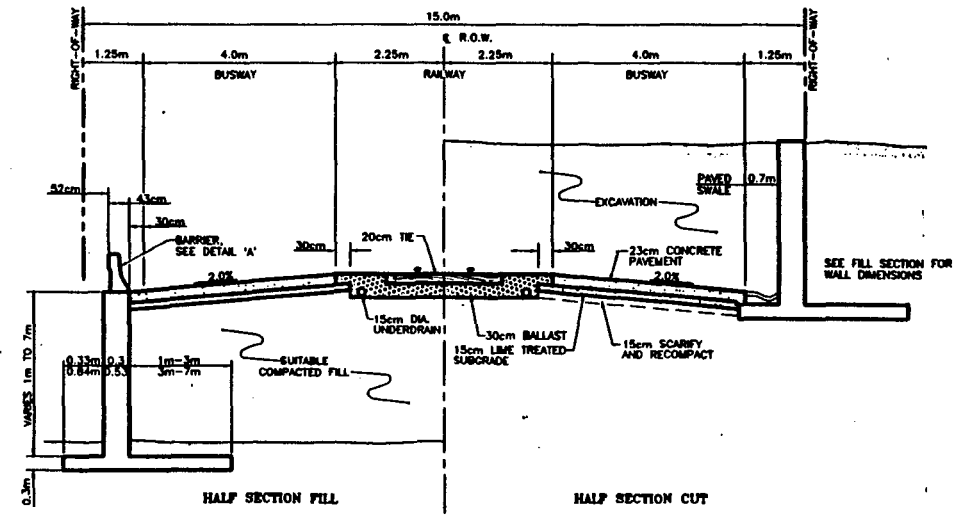 15.0m
℄ R.O.W.
RIGHT-OF-WAY
1.25m 4.0m 2.25m 2.25m 4.0m 1.25m
RIGHT-OF-WAY
BUSWAY RAILWAY BUSWAY
52cm
43cm
30cm
BARRIER,
SEE DETAIL 'A'
PAVED
SWALE
0.7m
EXCAVATION
20cm TIE
30cm
30cm
23cm CONCRETE
PAVEMENT
2.0%
2.0%
SEE FILL SECTION FOR
WALL DIMENSIONS
15cm DIA.
UNDERDRAIN
30cm BALLAST
15cm LIME TREATED
SUBGRADE
15cm SCARIFY
AND RECOMPACT
VARIES 1m TO 7m
0.33m 0.3 1m-3m
0.84m 0.53 3m-7m
SUITABLE
COMPACTED FILL
0.3m
HALF SECTION FILL
HALF SECTION CUT